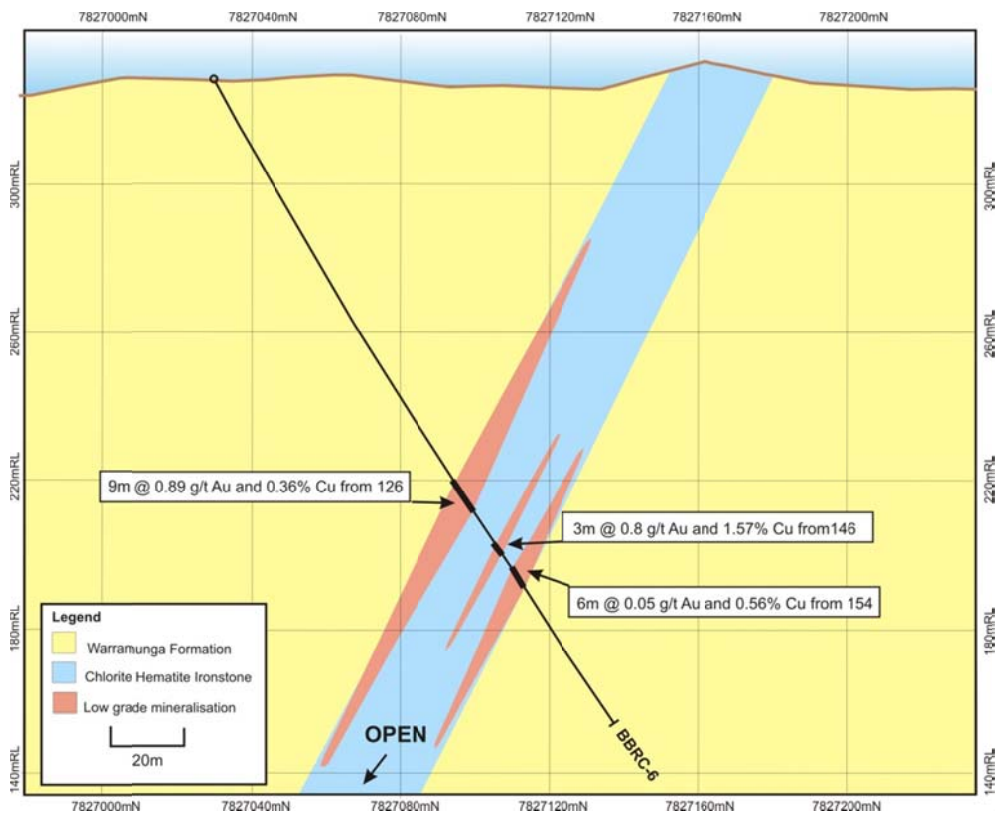 7827000mN 7827040mN 7827080mN 7827120mN 7827160mN 7827200mN
300mRL 300mRL
260mRL 260mRL
220mRL 220mRL
9m @ 0.89 g/t Au and 0.36% Cu from 126
3m @ 0.8 g/t Au and 1.57% Cu from146
6m @ 0.05 g/t Au and 0.56% Cu from 154
180mRL 180mRL
Legend
Warramunga Formation
Chlorite Hematite Ironstone
Low grade mineralisation
20m
OPEN
BBRC-6
140mRL 140mRL
7827000mN 7827040mN 7827080mN 7827120mN 7827160mN 7827200mN